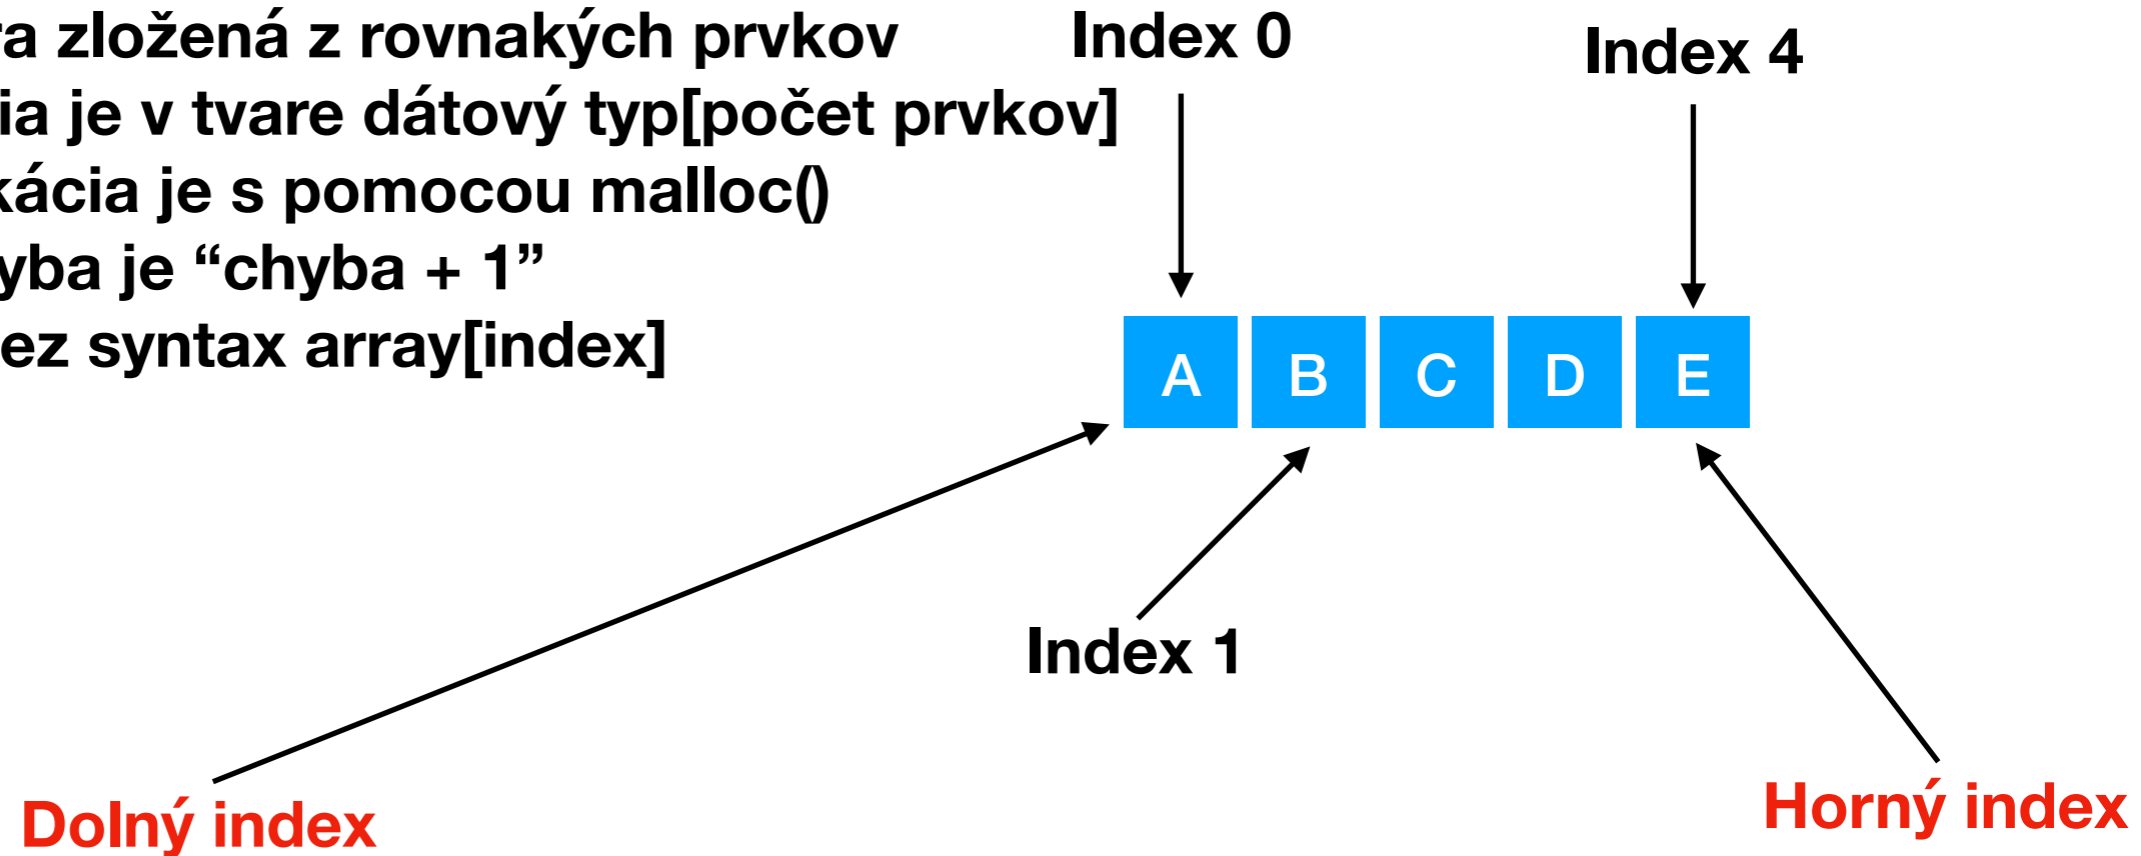 ra zložená z rovnakých prvkov
ia je v tvare dátový typ[počet prvkov]
kácia je s pomocou malloc()
yba je “chyba + 1”
ez syntax array[index]
Index 0
Index 4
A B C D E
Index 1
Dolný index
Horný index